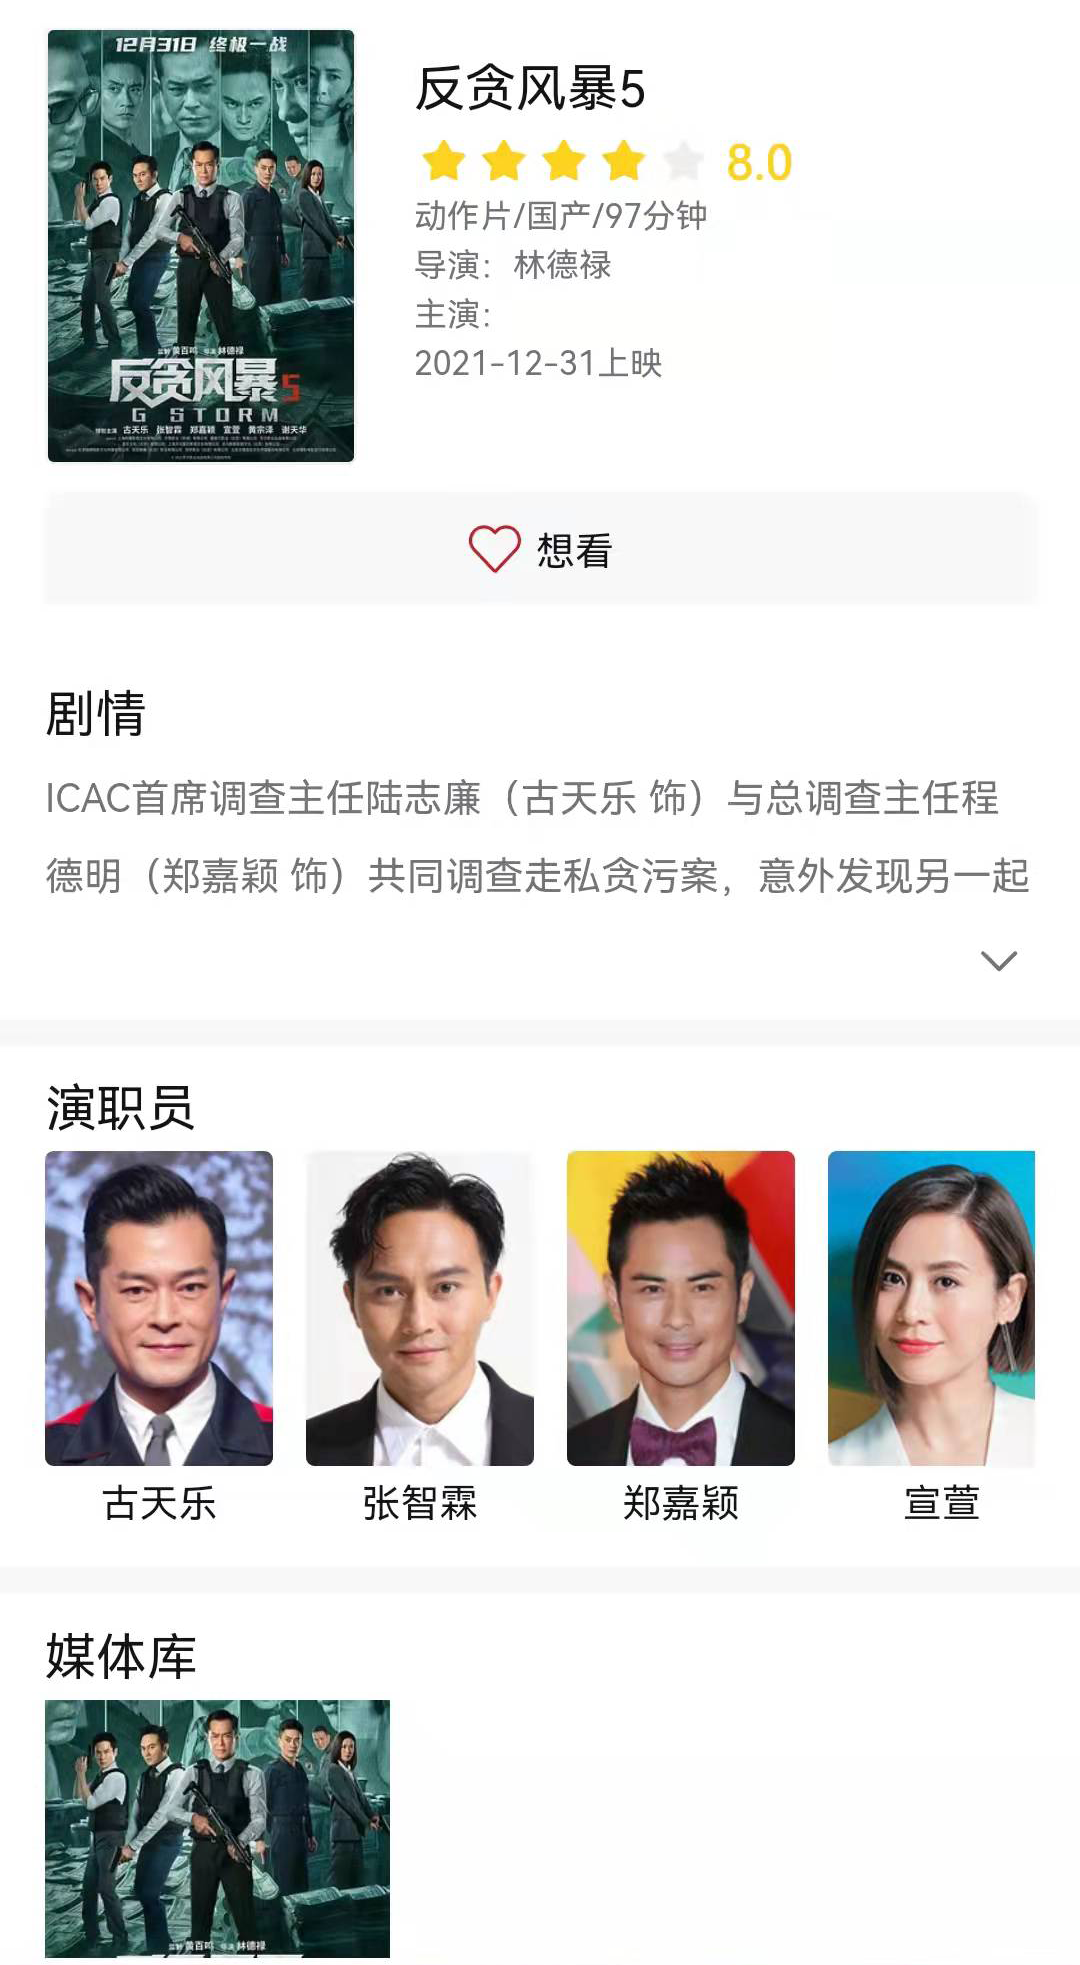 12月31日 终极一战
监制 黄百鸣 导演 林德禄
反贪风暴5
G STORM
古天乐 张智霖 郑嘉颖 宣萱 黄宗泽 谢天华
反贪风暴5
8.0
动作片/国产/97分钟
导演：林德禄
主演：
2021-12-31上映
想看
剧情
ICAC首席调查主任陆志廉（古天乐 饰）与总调查主任程
德明（郑嘉颖 饰）共同调查走私贪污案，意外发现另一起
演职员
古天乐
张智霖
郑嘉颖
宣萱
媒体库
监制 黄百鸣 导演 林德禄